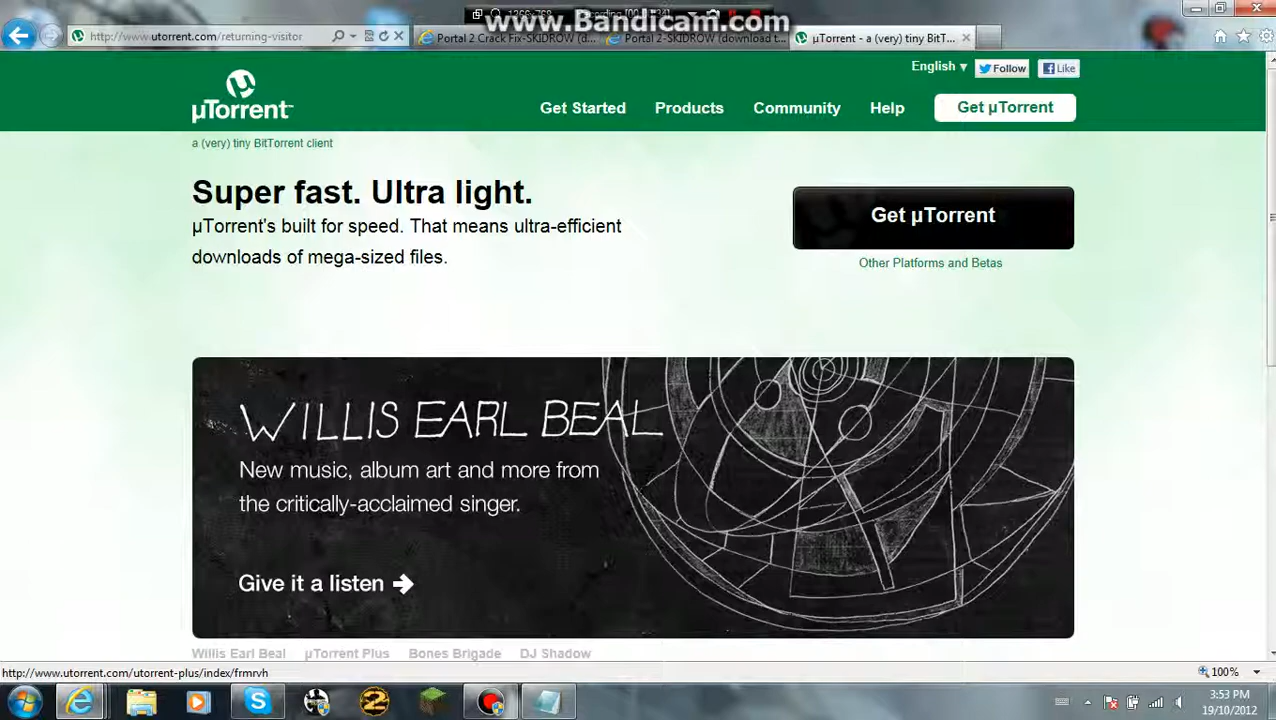 www.Bandicam.com
http://www.utorrent.com/returning-visitor
Portal 2 Crack Fix-SKIDROW (d...
Portal 2-SKIDROW (download t...
µTorrent - a (very) tiny BitT...
English
Follow
Like
µTorrent™
Get Started
Products
Community
Help
Get µTorrent
a (very) tiny BitTorrent client
Super fast. Ultra light.
µTorrent's built for speed. That means ultra-efficient
downloads of mega-sized files.
Get µTorrent
Other Platforms and Betas
WILLIS EARL BEAL
New music, album art and more from
the critically-acclaimed singer.
Give it a listen
Willis Earl Beal
µTorrent Plus
Bones Brigade
DJ Shadow
http://www.utorrent.com/utorrent-plus/index/frmrvh
100%
3:53 PM
19/10/2012